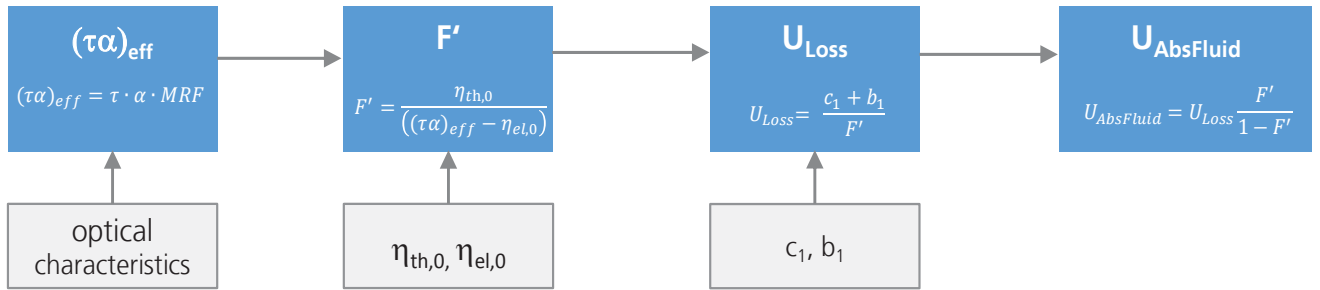 (τα)eff
(τα)eff = τ · α · MRF
F‘
F′ = ηth,0 / ((τα)eff − ηel,0)
ULoss
ULoss= c1 + b1 / F′
UAbsFluid
UAbsFluid = ULoss F′ / 1 − F′
optical
characteristics
ηth,0, ηel,0
c1, b1